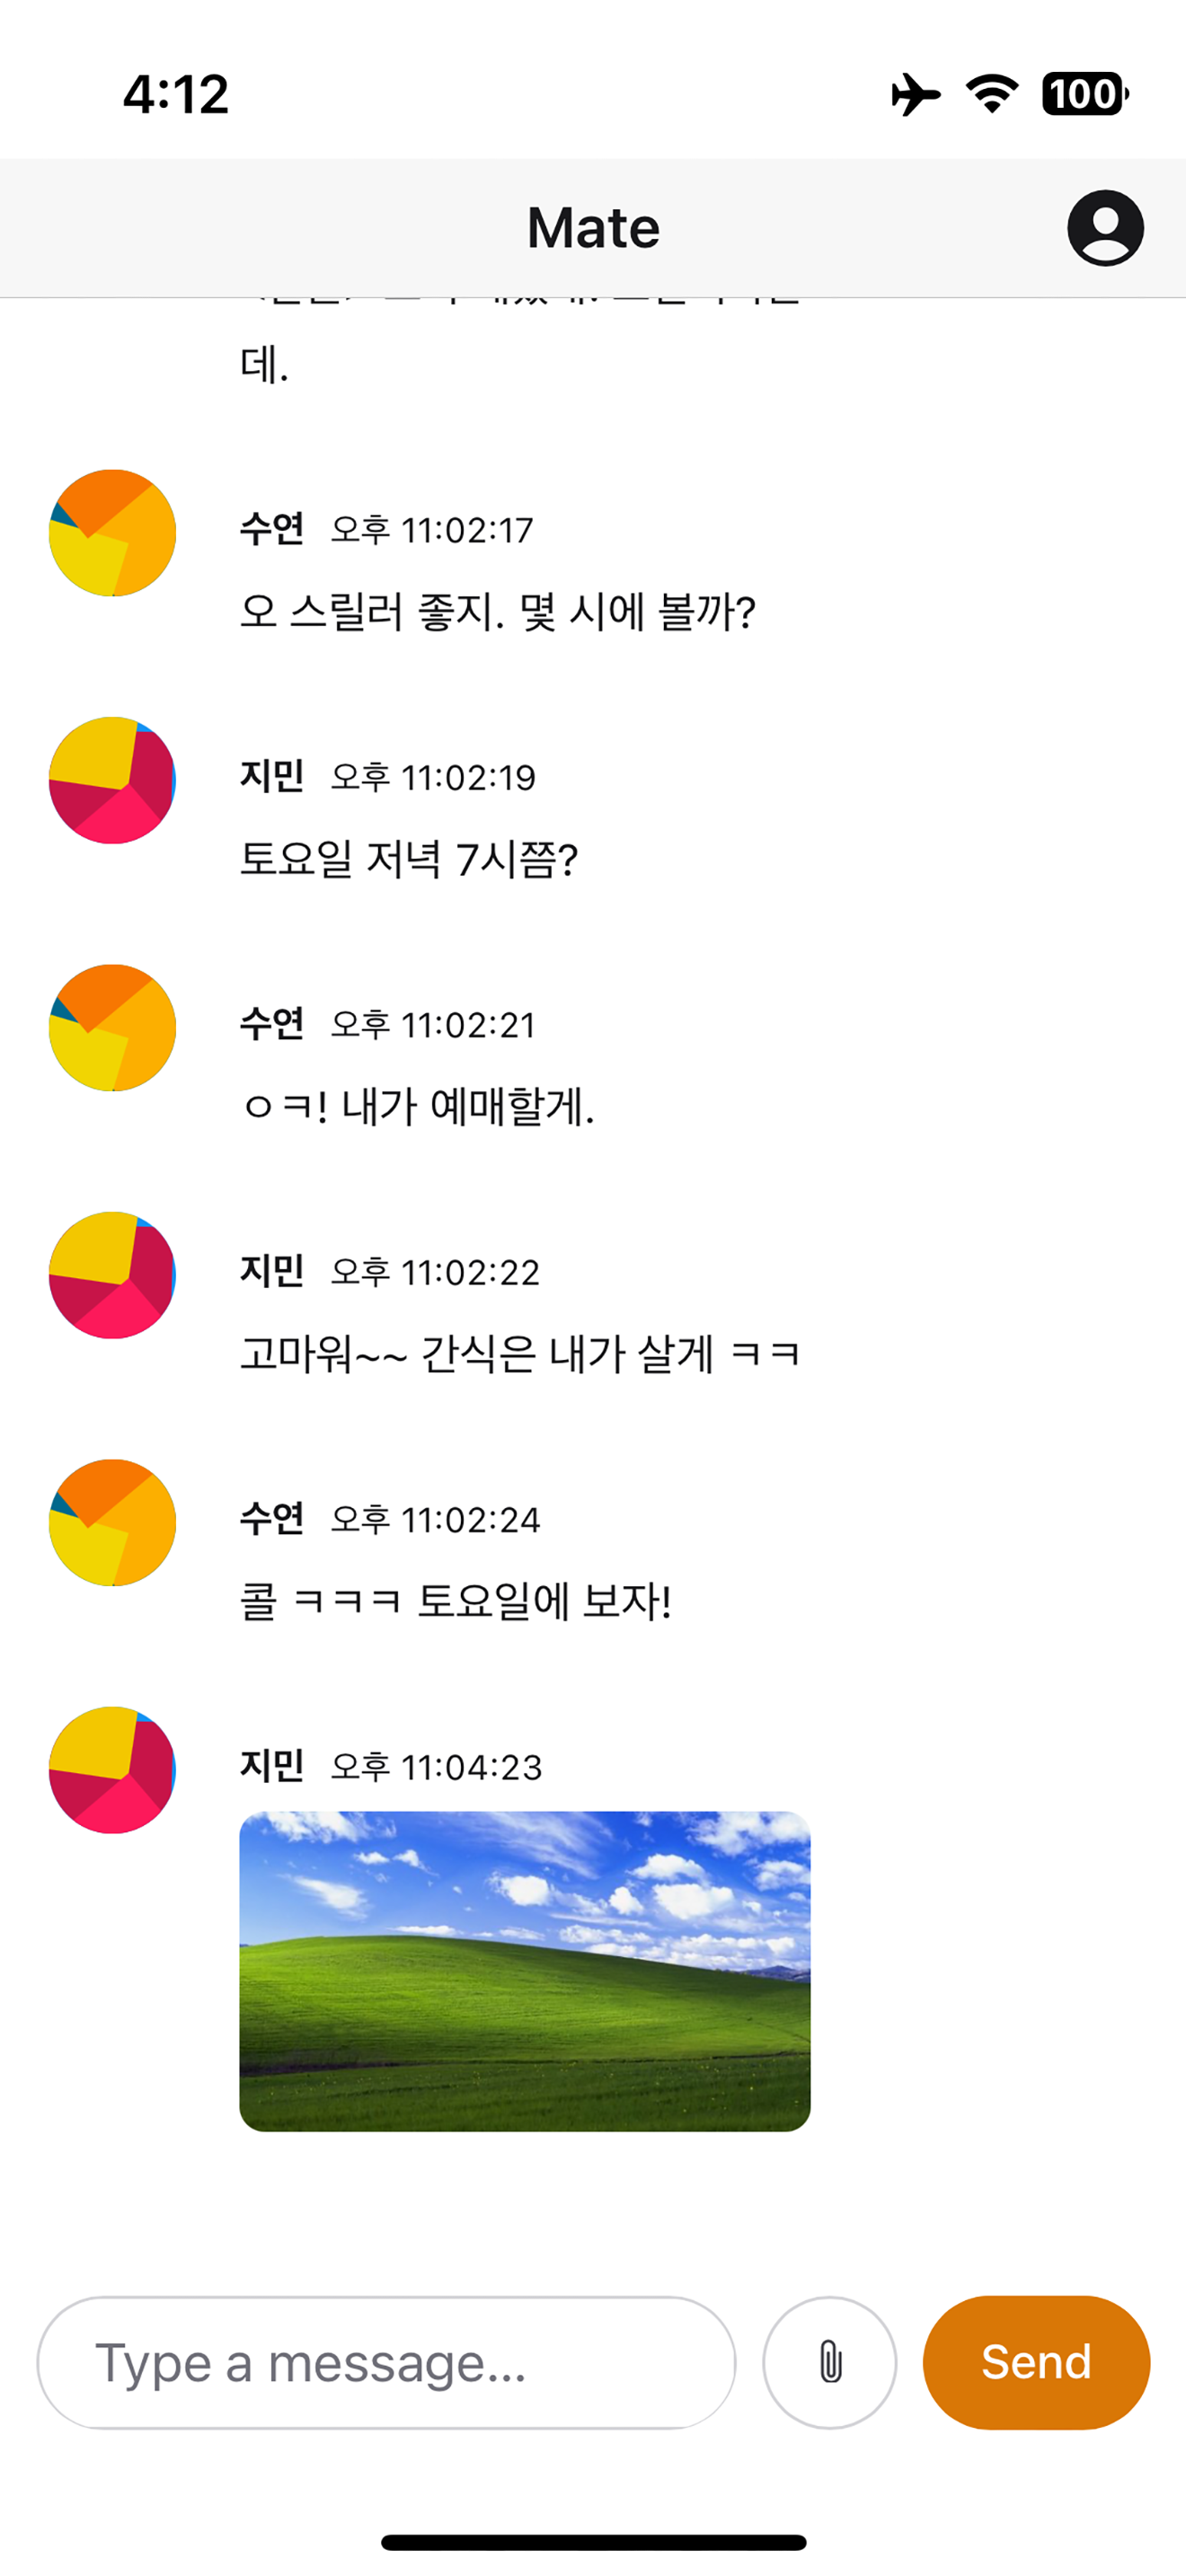 4:12
100
Mate
데.
수연 오후 11:02:17
오 스릴러 좋지. 몇 시에 볼까?
지민 오후 11:02:19
토요일 저녁 7시쯤?
수연 오후 11:02:21
ㅇㅋ! 내가 예매할게.
지민 오후 11:02:22
고마워~~ 간식은 내가 살게 ㅋㅋ
수연 오후 11:02:24
콜 ㅋㅋㅋ 토요일에 보자!
지민 오후 11:04:23
Type a message...
Send